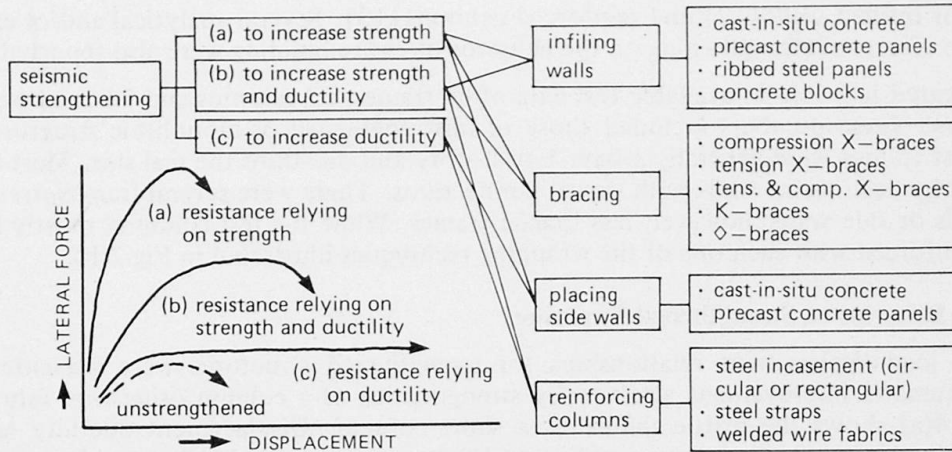 seismic
strengthening
(a) to increase strength
(b) to increase strength
and ductility
(c) to increase ductility
infiling
walls
bracing
placing
side walls
reinforcing
columns
· cast-in-situ concrete
· precast concrete panels
· ribbed steel panels
· concrete blocks
· compression X-braces
· tension X-braces
· tens. & comp. X-braces
· K-braces
· ◇-braces
· cast-in-situ concrete
· precast concrete panels
· steel incasement (cir-
cular or rectangular)
· steel straps
· welded wire fabrics
LATERAL FORCE
(a) resistance relying
on strength
(b) resistance relying on
strength and ductility
(c) resistance relying
on ductility
unstrengthened
DISPLACEMENT